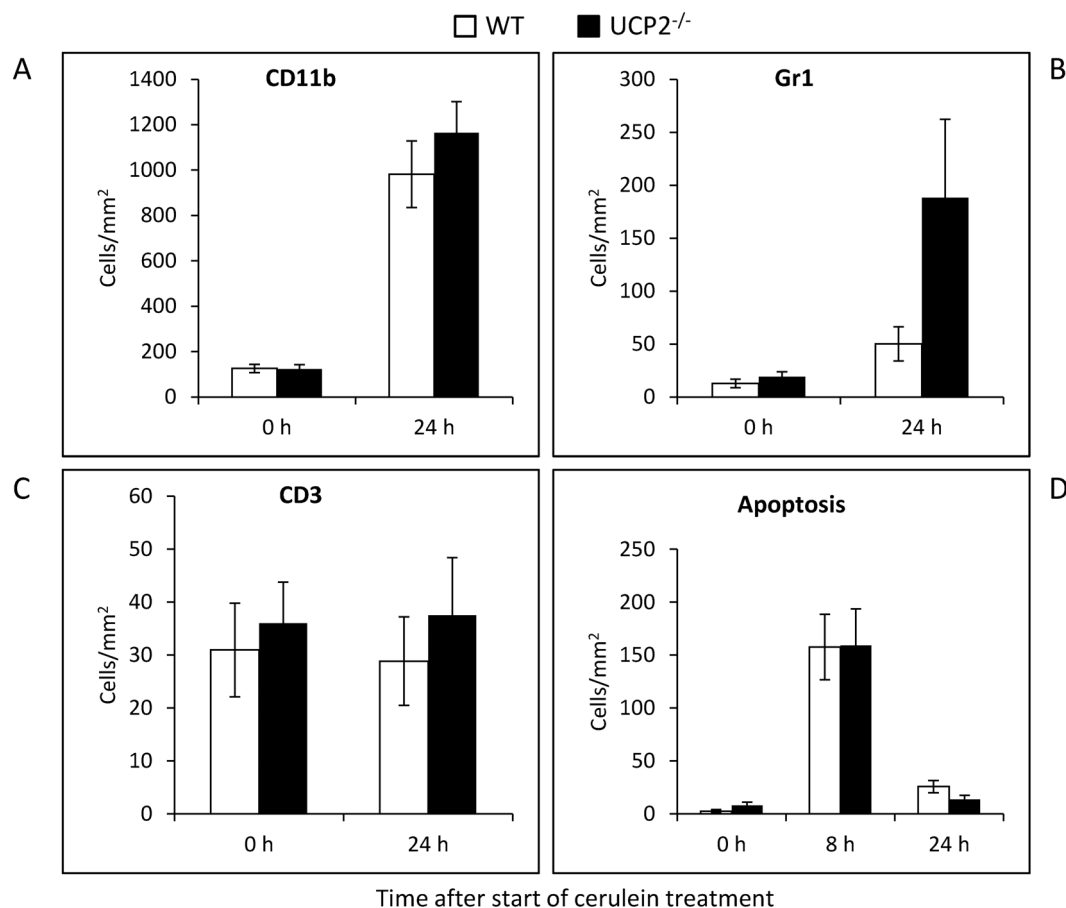 WT UCP2-/-
A
CD11b
1400
1200
1000
800
600
400
200
0
Cells/mm2
0 h 24 h
B
Gr1
300
250
200
150
100
50
0
Cells/mm2
0 h 24 h
C
CD3
60
50
40
30
20
10
0
Cells/mm2
0 h 24 h
D
Apoptosis
250
200
150
100
50
0
Cells/mm2
0 h 8 h 24 h
Time after start of cerulein treatment